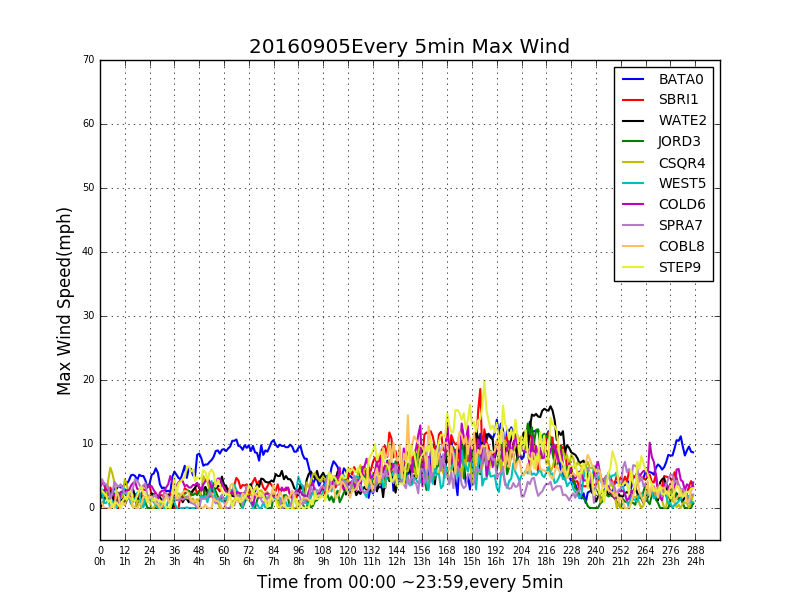 20160905Every 5min Max Wind
70
60
50
40
30
20
10
0
Max Wind Speed(mph)
BATA0
SBRI1
WATE2
JORD3
CSQR4
WEST5
COLD6
SPRA7
COBL8
STEP9
0 12 24 36 48 60 72 84 96 108 120 132 144 156 168 180 192 204 216 228 240 252 264 276 288
0h 1h 2h 3h 4h 5h 6h 7h 8h 9h 10h 11h 12h 13h 14h 15h 16h 17h 18h 19h 20h 21h 22h 23h 24h
Time from 00:00 ~23:59,every 5min